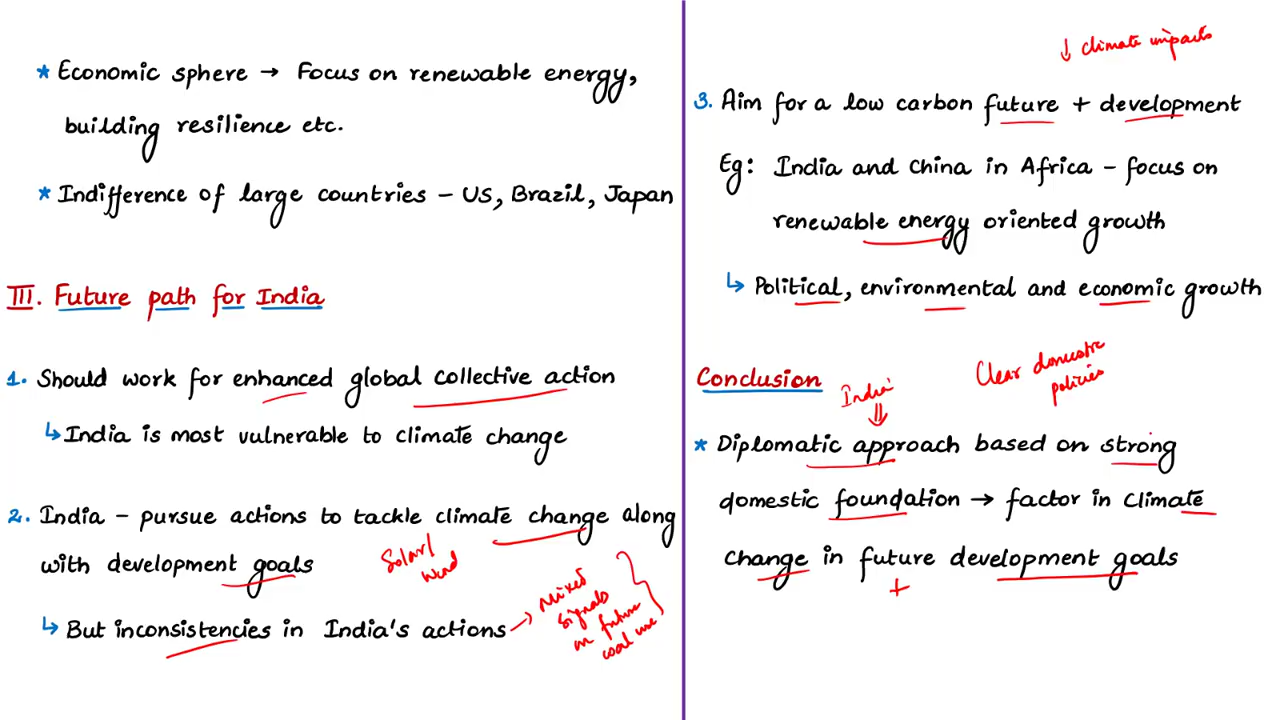 * Economic sphere → Focus on renewable energy,
building resilience etc.
* Indifference of large countries – US, Brazil, Japan
III. Future path for India
1. Should work for enhanced global collective action
↳ India is most vulnerable to climate change
2. India – pursue actions to tackle climate change along
with development goals
Solar/
wind
↳ But inconsistencies in India's actions →
Mixed
signals
on future
coal use
↓ climate impacts
3. Aim for a low carbon future + development
Eg: India and China in Africa – focus on
renewable energy oriented growth
↳ Political, environmental and economic growth
Conclusion
Clear domestic
policies
India
⇓
* Diplomatic approach based on strong
domestic foundation → factor in climate
change in future development goals
+